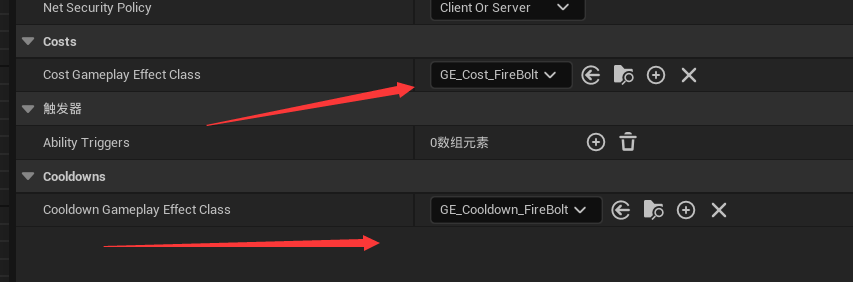 Net Security Policy Client Or Server
Costs
Cost Gameplay Effect Class GE_Cost_FireBolt
触发器
Ability Triggers 0数组元素
Cooldowns
Cooldown Gameplay Effect Class GE_Cooldown_FireBolt